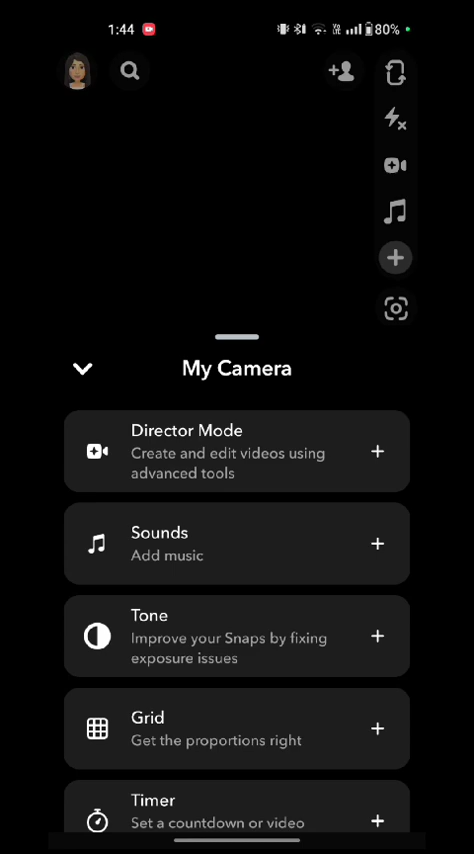 1:44 80%
My Camera
Director Mode
Create and edit videos using
advanced tools
Sounds
Add music
Tone
Improve your Snaps by fixing
exposure issues
Grid
Get the proportions right
Timer
Set a countdown or video